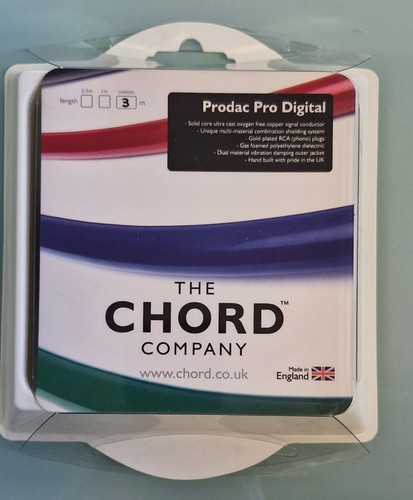 0.5m 1m custom
length 3 m
Prodac Pro Digital
- Solid core ultra cast oxygen free copper signal conductor
- Unique multi-material combination shielding system
- Gold-plated RCA (phono) plugs
- Gas foamed polyethylene dielectric
- Dual material vibration damping outer jacket
- Hand built with pride in the UK
THE
CHORD™
COMPANY
www.chord.co.uk
Made in
England